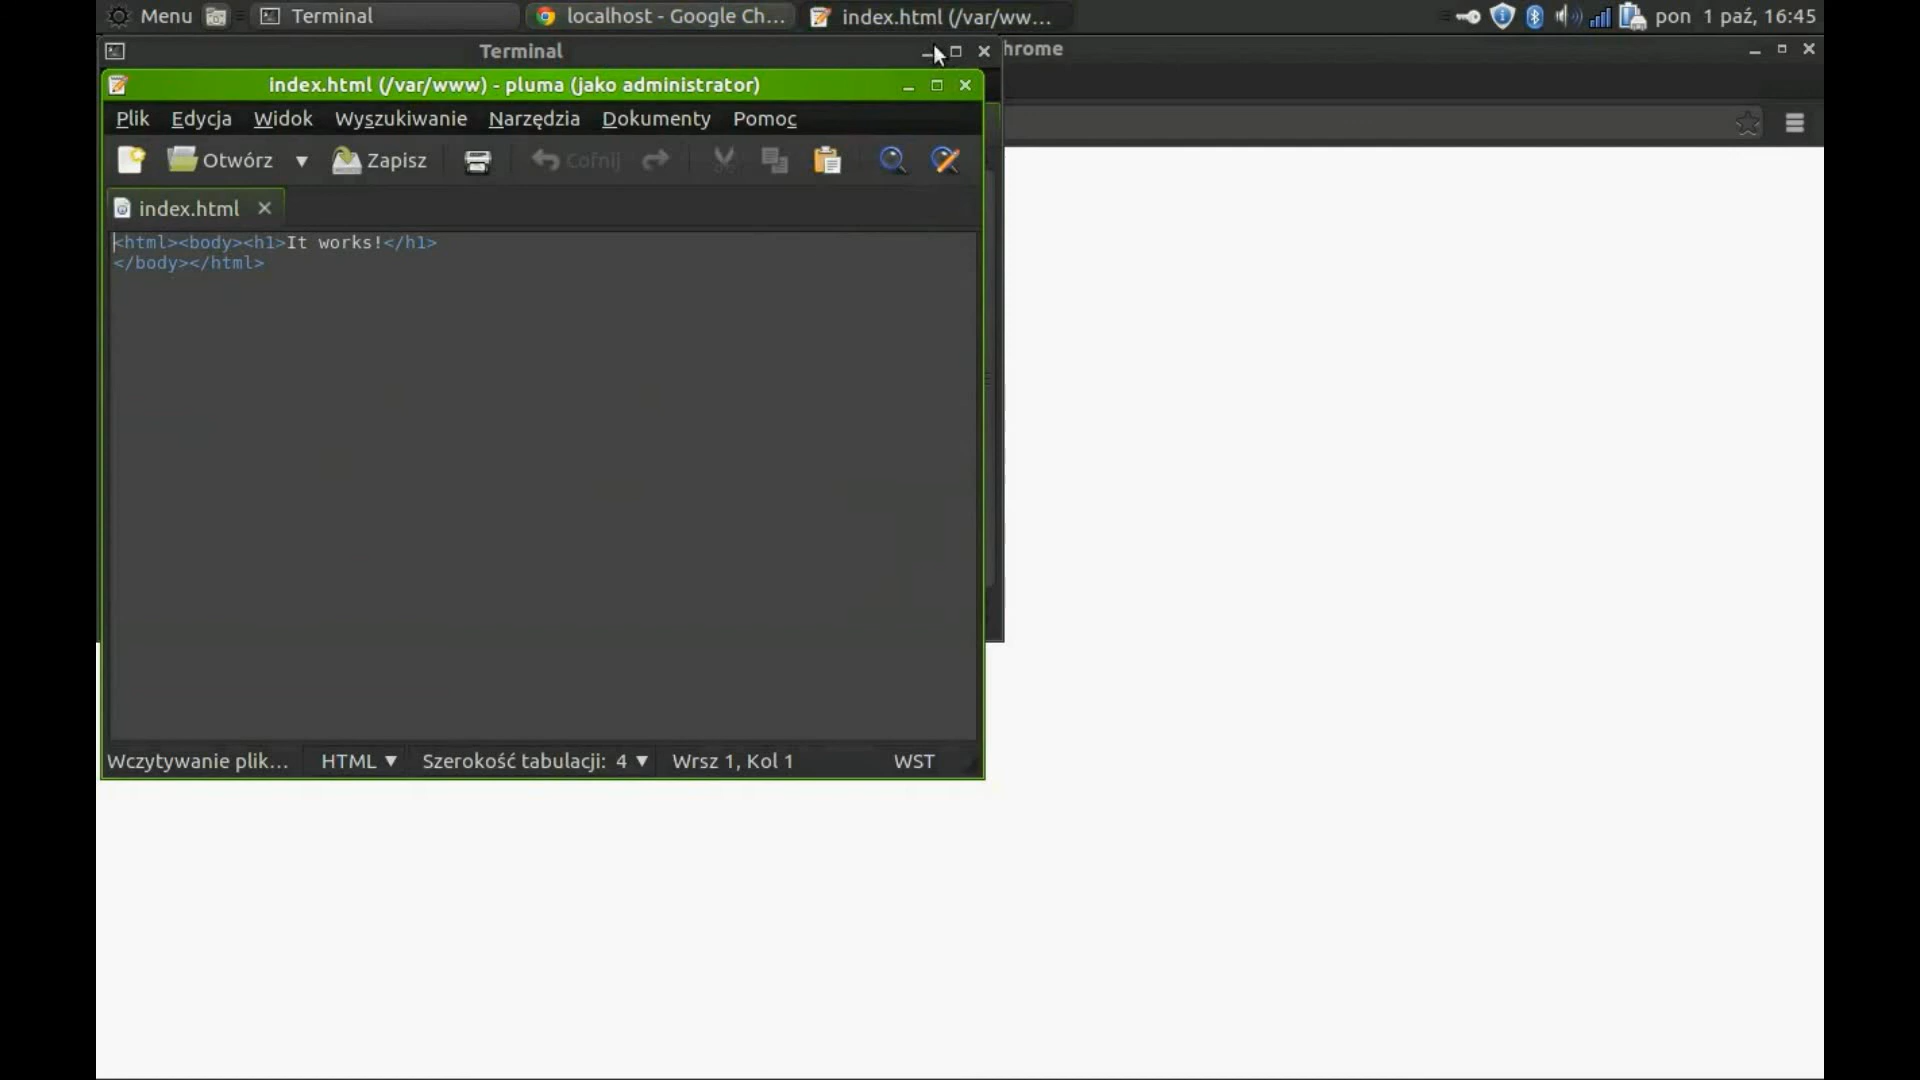 Menu Terminal localhost - Google Ch... index.html (/var/ww... pon 1 paź, 16:45
Terminal hrome
index.html (/var/www) - pluma (jako administrator)
Plik Edycja Widok Wyszukiwanie Narzędzia Dokumenty Pomoc
Otwórz Zapisz Cofnij
index.html
<html><body><h1>It works!</h1>
</body></html>
Wczytywanie plik... HTML Szerokość tabulacji: 4 Wrsz 1, Kol 1 WST